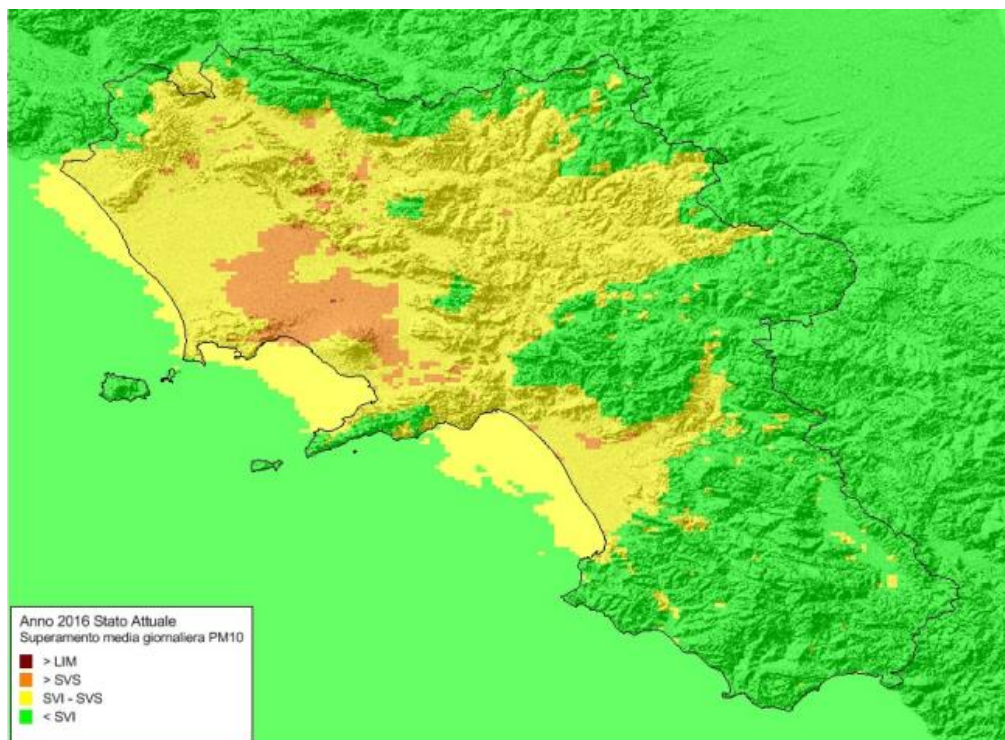 Anno 2016 Stato Attuale
Superamento media giornaliera PM10
> LIM
> SVS
SVI - SVS
< SVI